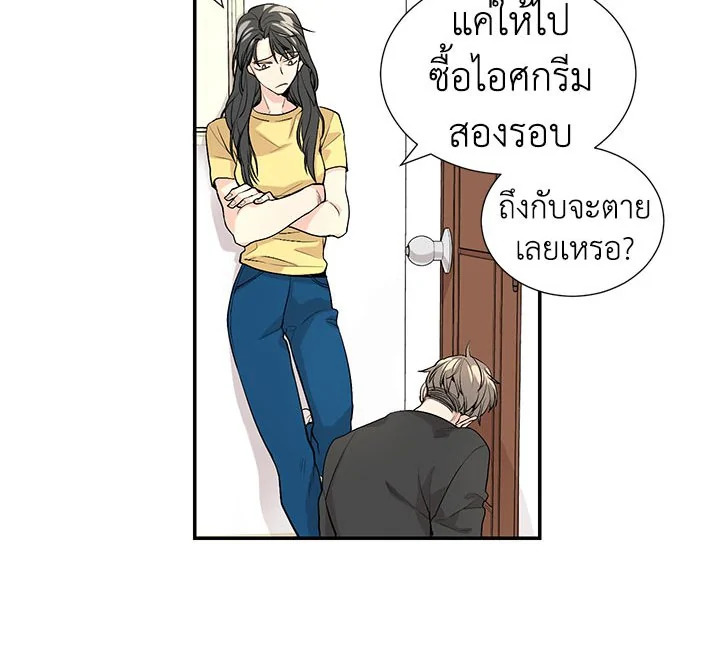 แค่ให้ไป
ซื้อไอศกรีม
สองรอบ
ถึงกับจะตาย
เลยเหรอ?